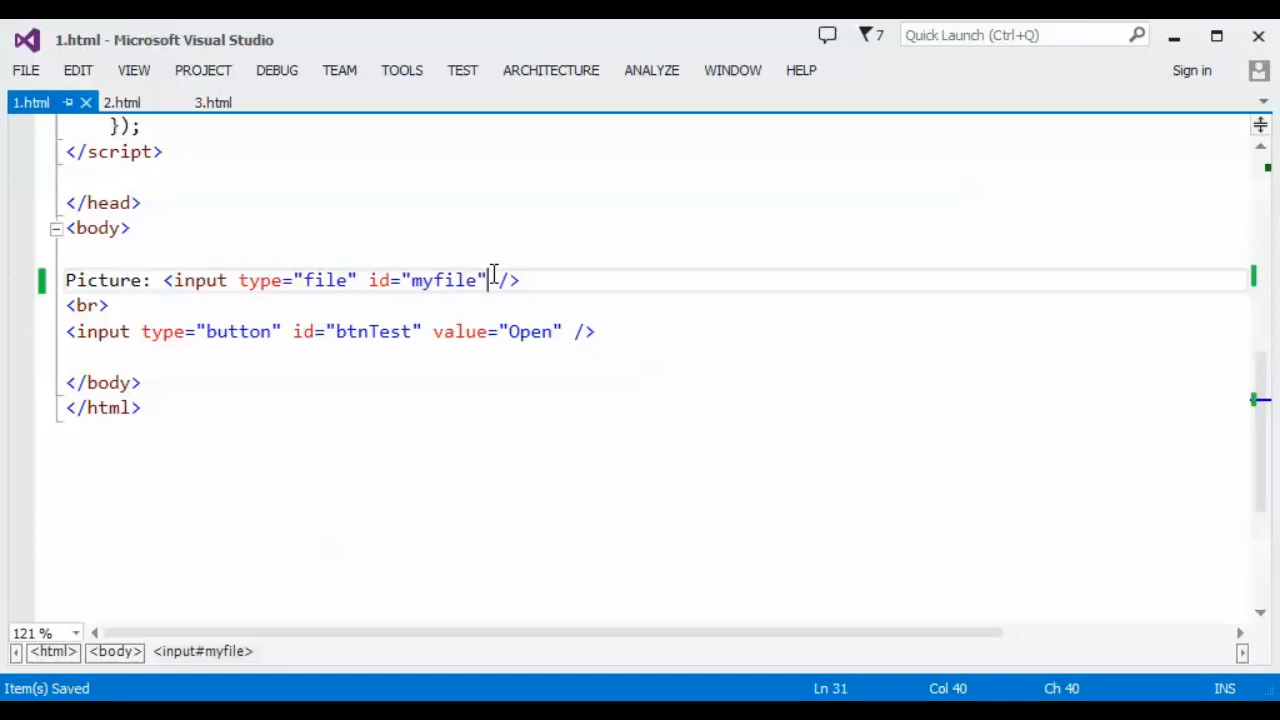 1.html - Microsoft Visual Studio
7
Quick Launch (Ctrl+Q)
FILE EDIT VIEW PROJECT DEBUG TEAM TOOLS TEST ARCHITECTURE ANALYZE WINDOW HELP
Sign in
1.html 2.html 3.html
});
</script>
</head>
<body>
Picture: <input type="file" id="myfile" />
<br>
<input type="button" id="btnTest" value="Open" />
</body>
</html>
121 %
<html> <body> <input#myfile>
Item(s) Saved
Ln 31
Col 40
Ch 40
INS